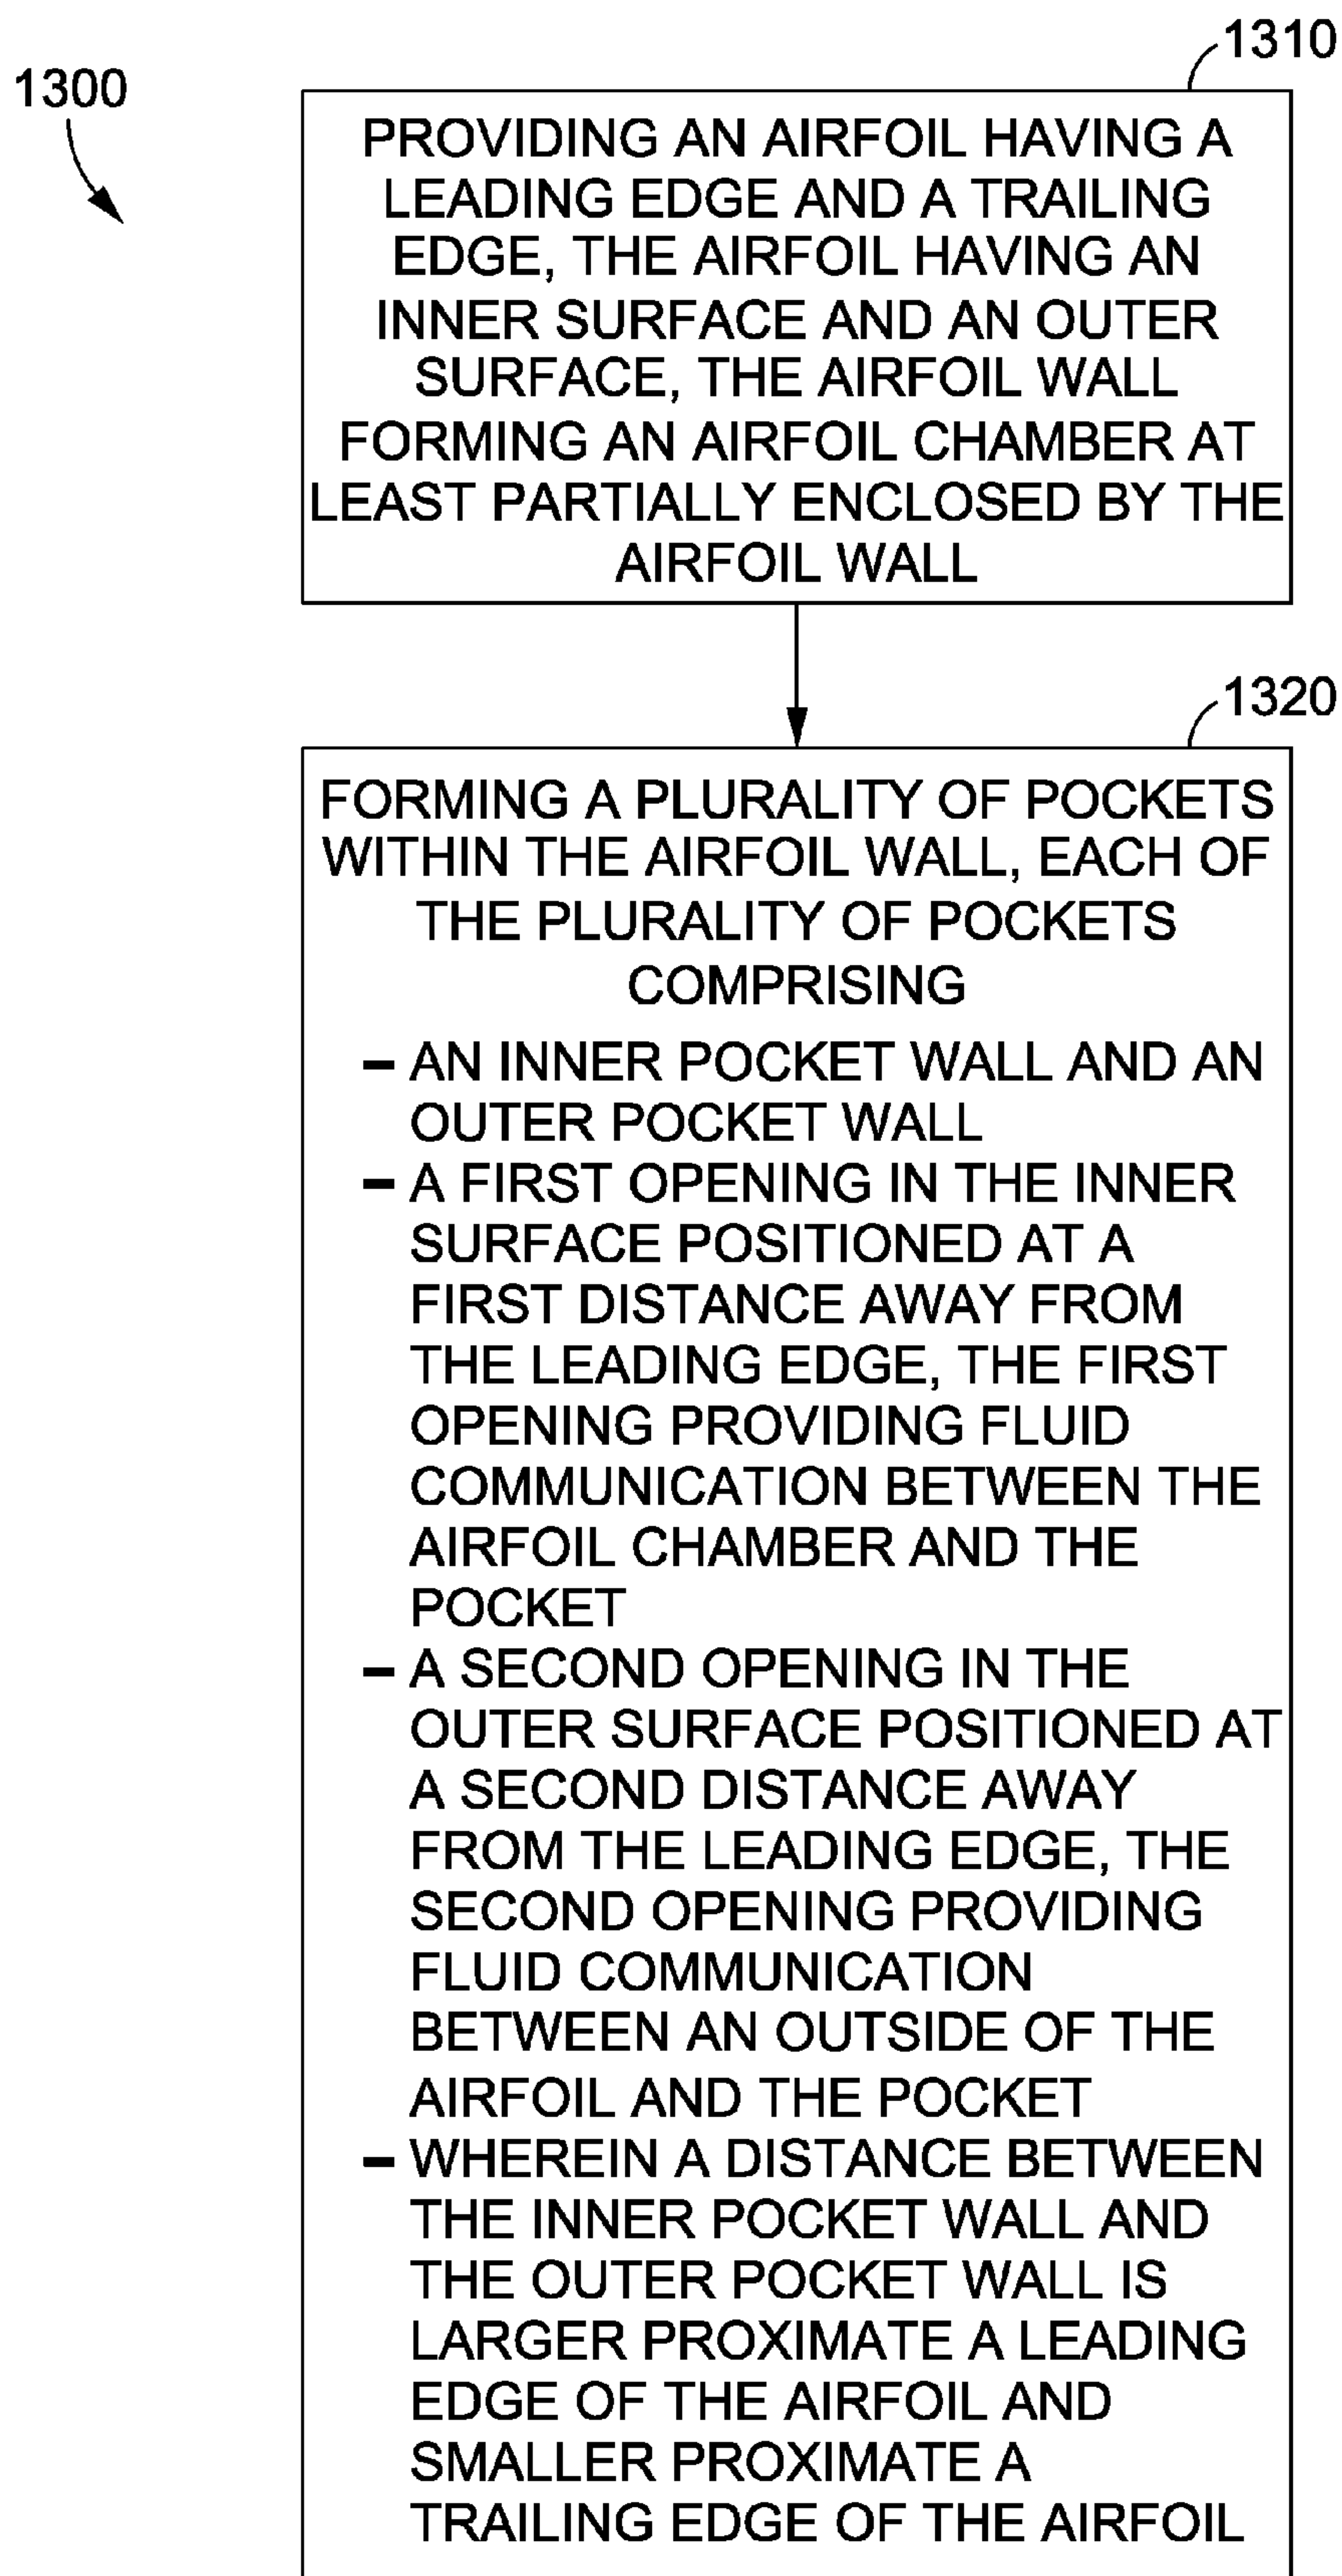 1300
1310
PROVIDING AN AIRFOIL HAVING A
LEADING EDGE AND A TRAILING
EDGE, THE AIRFOIL HAVING AN
INNER SURFACE AND AN OUTER
SURFACE, THE AIRFOIL WALL
FORMING AN AIRFOIL CHAMBER AT
LEAST PARTIALLY ENCLOSED BY THE
AIRFOIL WALL
1320
FORMING A PLURALITY OF POCKETS
WITHIN THE AIRFOIL WALL, EACH OF
THE PLURALITY OF POCKETS
COMPRISING
– AN INNER POCKET WALL AND AN
OUTER POCKET WALL
– A FIRST OPENING IN THE INNER
SURFACE POSITIONED AT A
FIRST DISTANCE AWAY FROM
THE LEADING EDGE, THE FIRST
OPENING PROVIDING FLUID
COMMUNICATION BETWEEN THE
AIRFOIL CHAMBER AND THE
POCKET
– A SECOND OPENING IN THE
OUTER SURFACE POSITIONED AT
A SECOND DISTANCE AWAY
FROM THE LEADING EDGE, THE
SECOND OPENING PROVIDING
FLUID COMMUNICATION
BETWEEN AN OUTSIDE OF THE
AIRFOIL AND THE POCKET
– WHEREIN A DISTANCE BETWEEN
THE INNER POCKET WALL AND
THE OUTER POCKET WALL IS
LARGER PROXIMATE A LEADING
EDGE OF THE AIRFOIL AND
SMALLER PROXIMATE A
TRAILING EDGE OF THE AIRFOIL